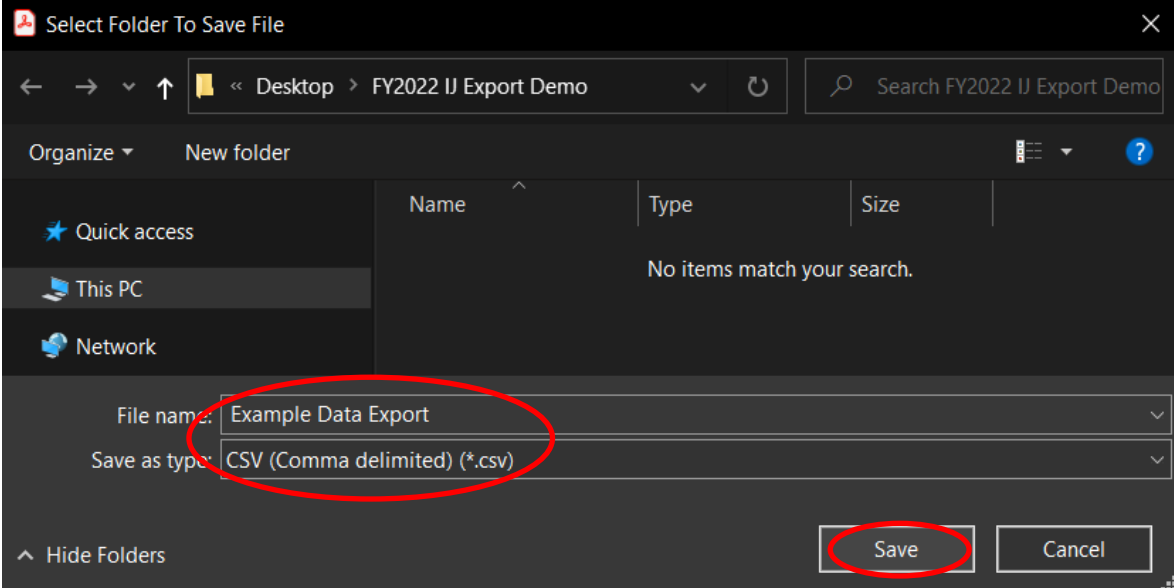 Select Folder To Save File
« Desktop > FY2022 IJ Export Demo
Search FY2022 IJ Export Demo
Organize New folder
?
Name Type Size
Quick access
No items match your search.
This PC
Network
File name: Example Data Export
Save as type: CSV (Comma delimited) (*.csv)
Hide Folders Save Cancel